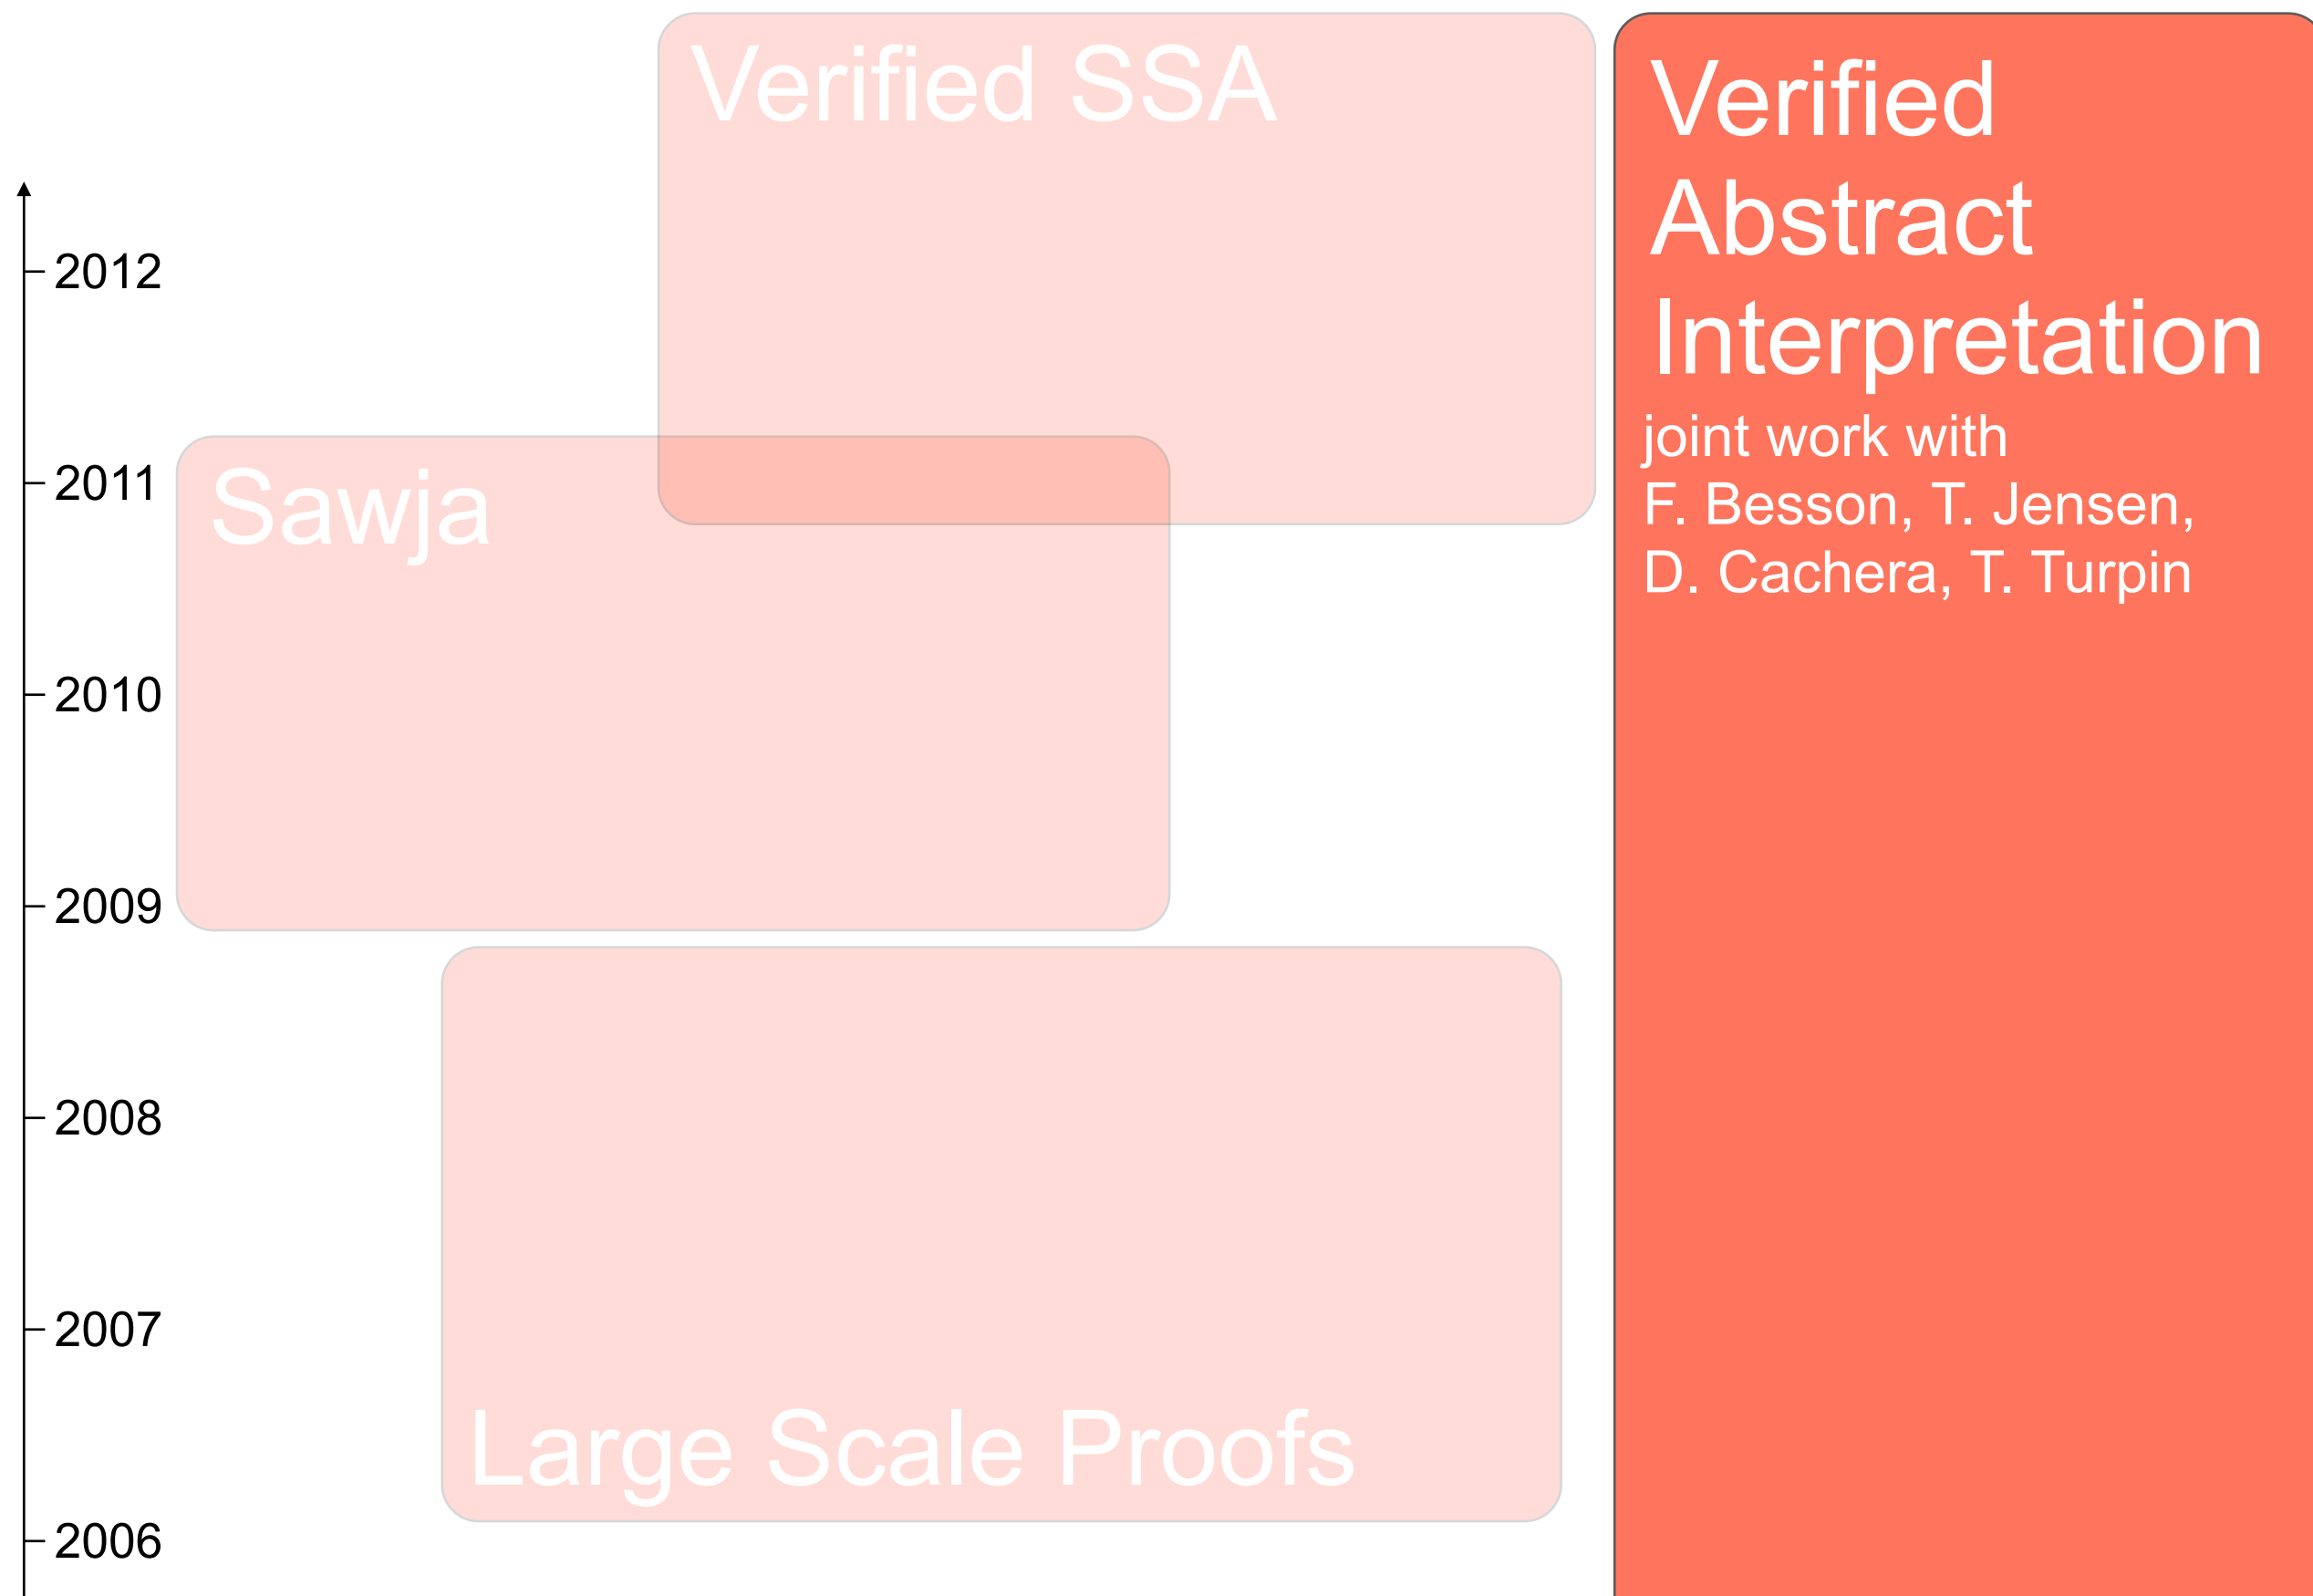 Verified SSA
Verified
Abstract
Interpretation
joint work with
F. Besson, T. Jensen,
D. Cachera, T. Turpin
2012
2011
Sawja
2010
2009
2008
2007
Large Scale Proofs
2006